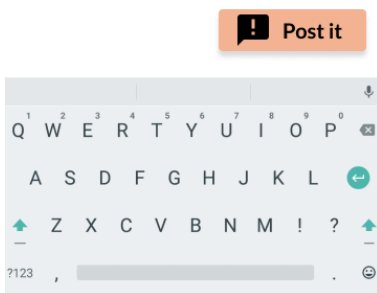 Post it
1 2 3 4 5 6 7 8 9 0
Q W E R T Y U I O P
A S D F G H J K L
Z X C V B N M ! ?
?123 , .